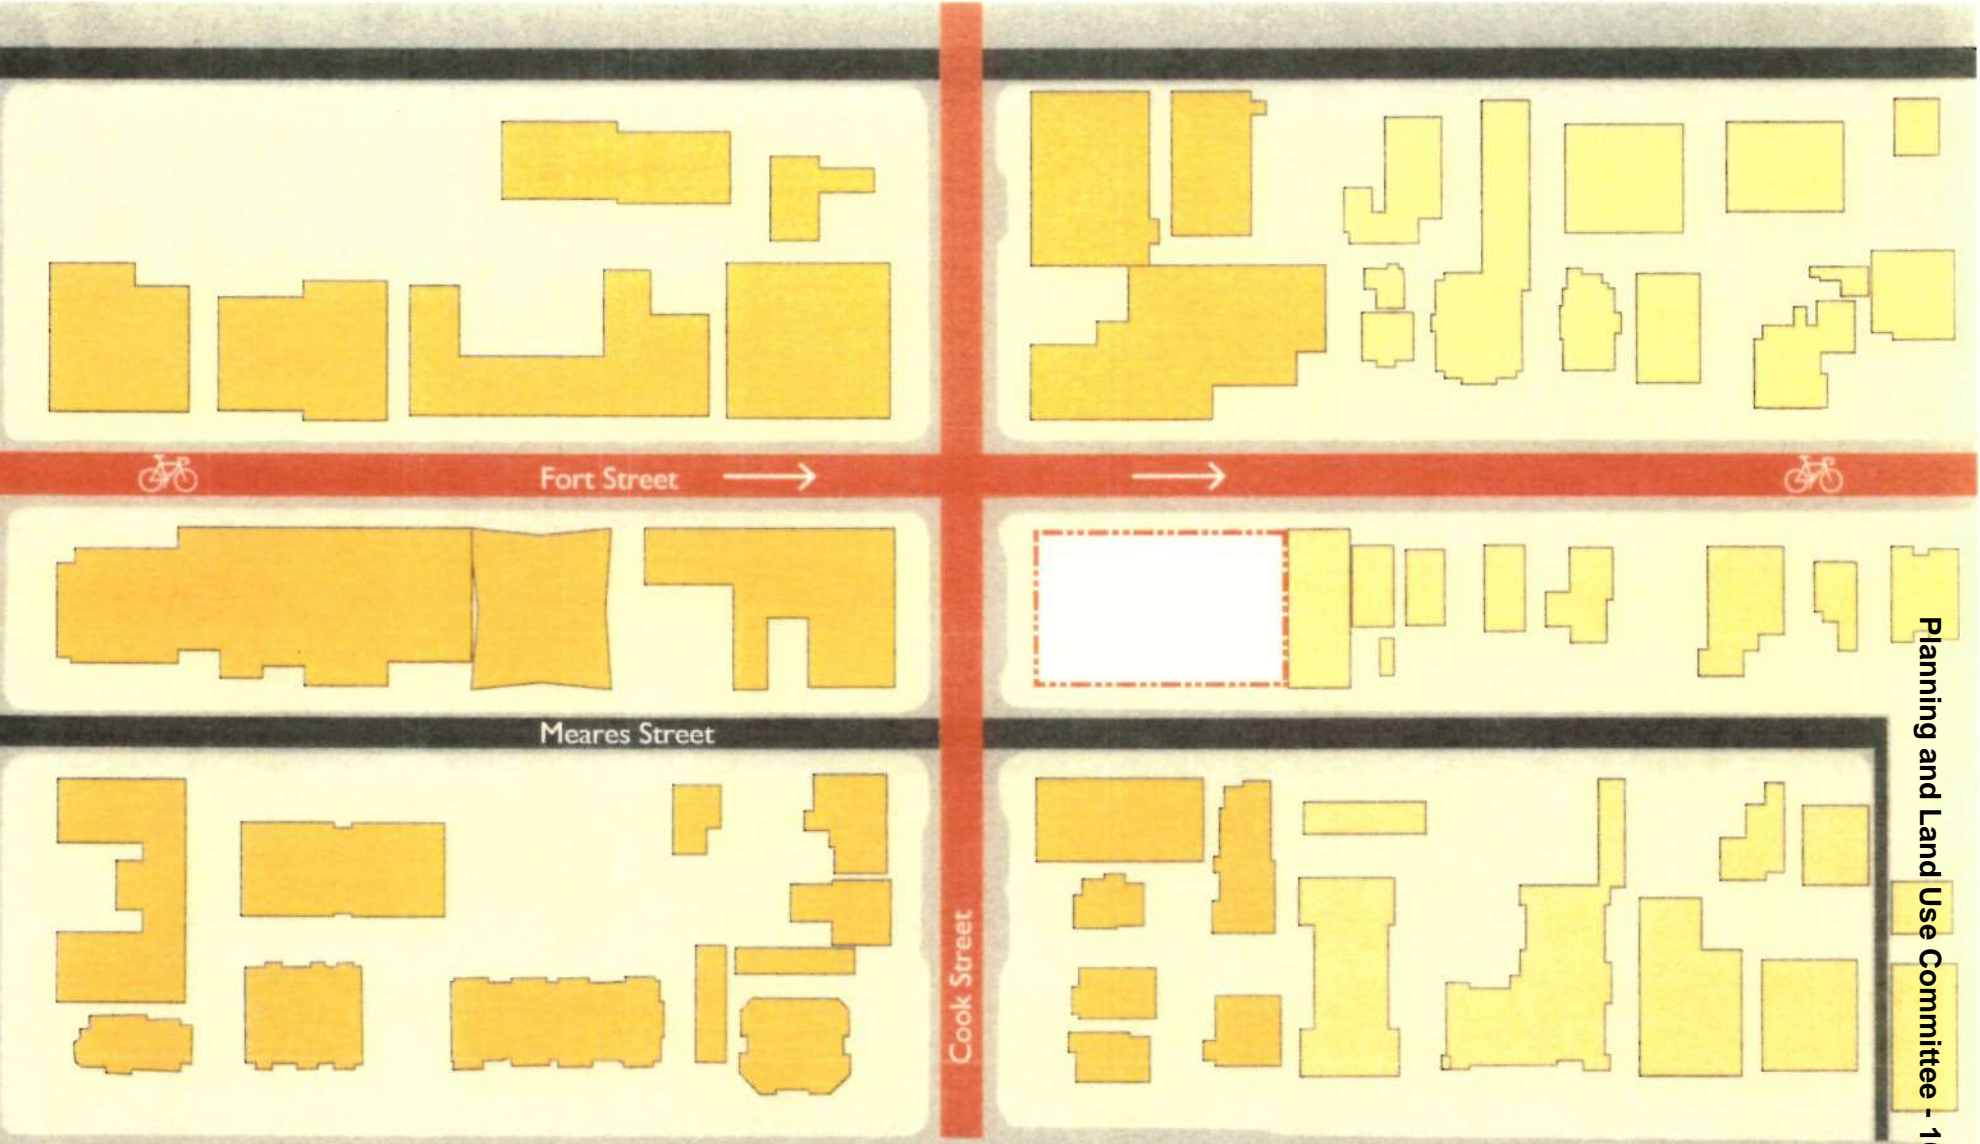 Fort Street
Meares Street
Cook Street
Planning and Land Use Committee - 1